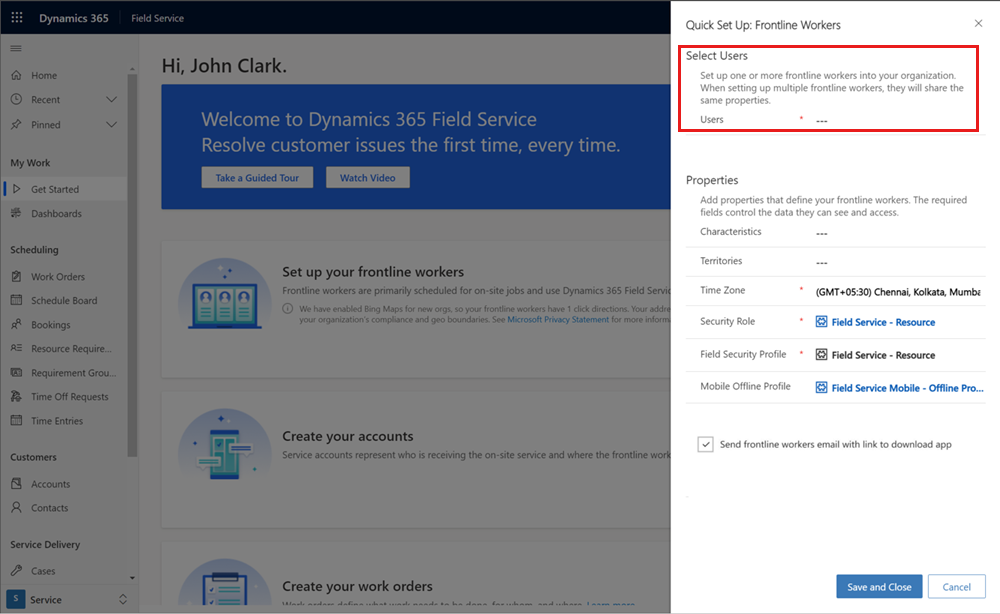 Dynamics 365
Field Service
Home
Recent
Pinned
My Work
Get Started
Dashboards
Scheduling
Work Orders
Schedule Board
Bookings
Resource Require...
Requirement Grou...
Time Off Requests
Time Entries
Customers
Accounts
Contacts
Service Delivery
Cases
S
Service
Hi, John Clark.
Welcome to Dynamics 365 Field Service
Resolve customer issues the first time, every time.
Take a Guided Tour
Watch Video
Set up your frontline workers
Frontline workers are primarily scheduled for on-site jobs and use Dynamics 365 Field Servic
We have enabled Bing Maps for new orgs, so your frontline workers have 1 click directions. Your addre
your organization's compliance and geo boundaries. See Microsoft Privacy Statement for more informa
Create your accounts
Service accounts represent who is receiving the on-site service and where the frontline work
Create your work orders
Work orders define what work needs to be done, for whom, and where. Learn more
Quick Set Up: Frontline Workers
Select Users
Set up one or more frontline workers into your organization.
When setting up multiple frontline workers, they will share the
same properties.
Users * ---
Properties
Add properties that define your frontline workers. The required
fields control the data they can see and access.
Characteristics ---
Territories ---
Time Zone * (GMT+05:30) Chennai, Kolkata, Mumba
Security Role * Field Service - Resource
Field Security Profile * Field Service - Resource
Mobile Offline Profile Field Service Mobile - Offline Pro...
Send frontline workers email with link to download app
Save and Close
Cancel